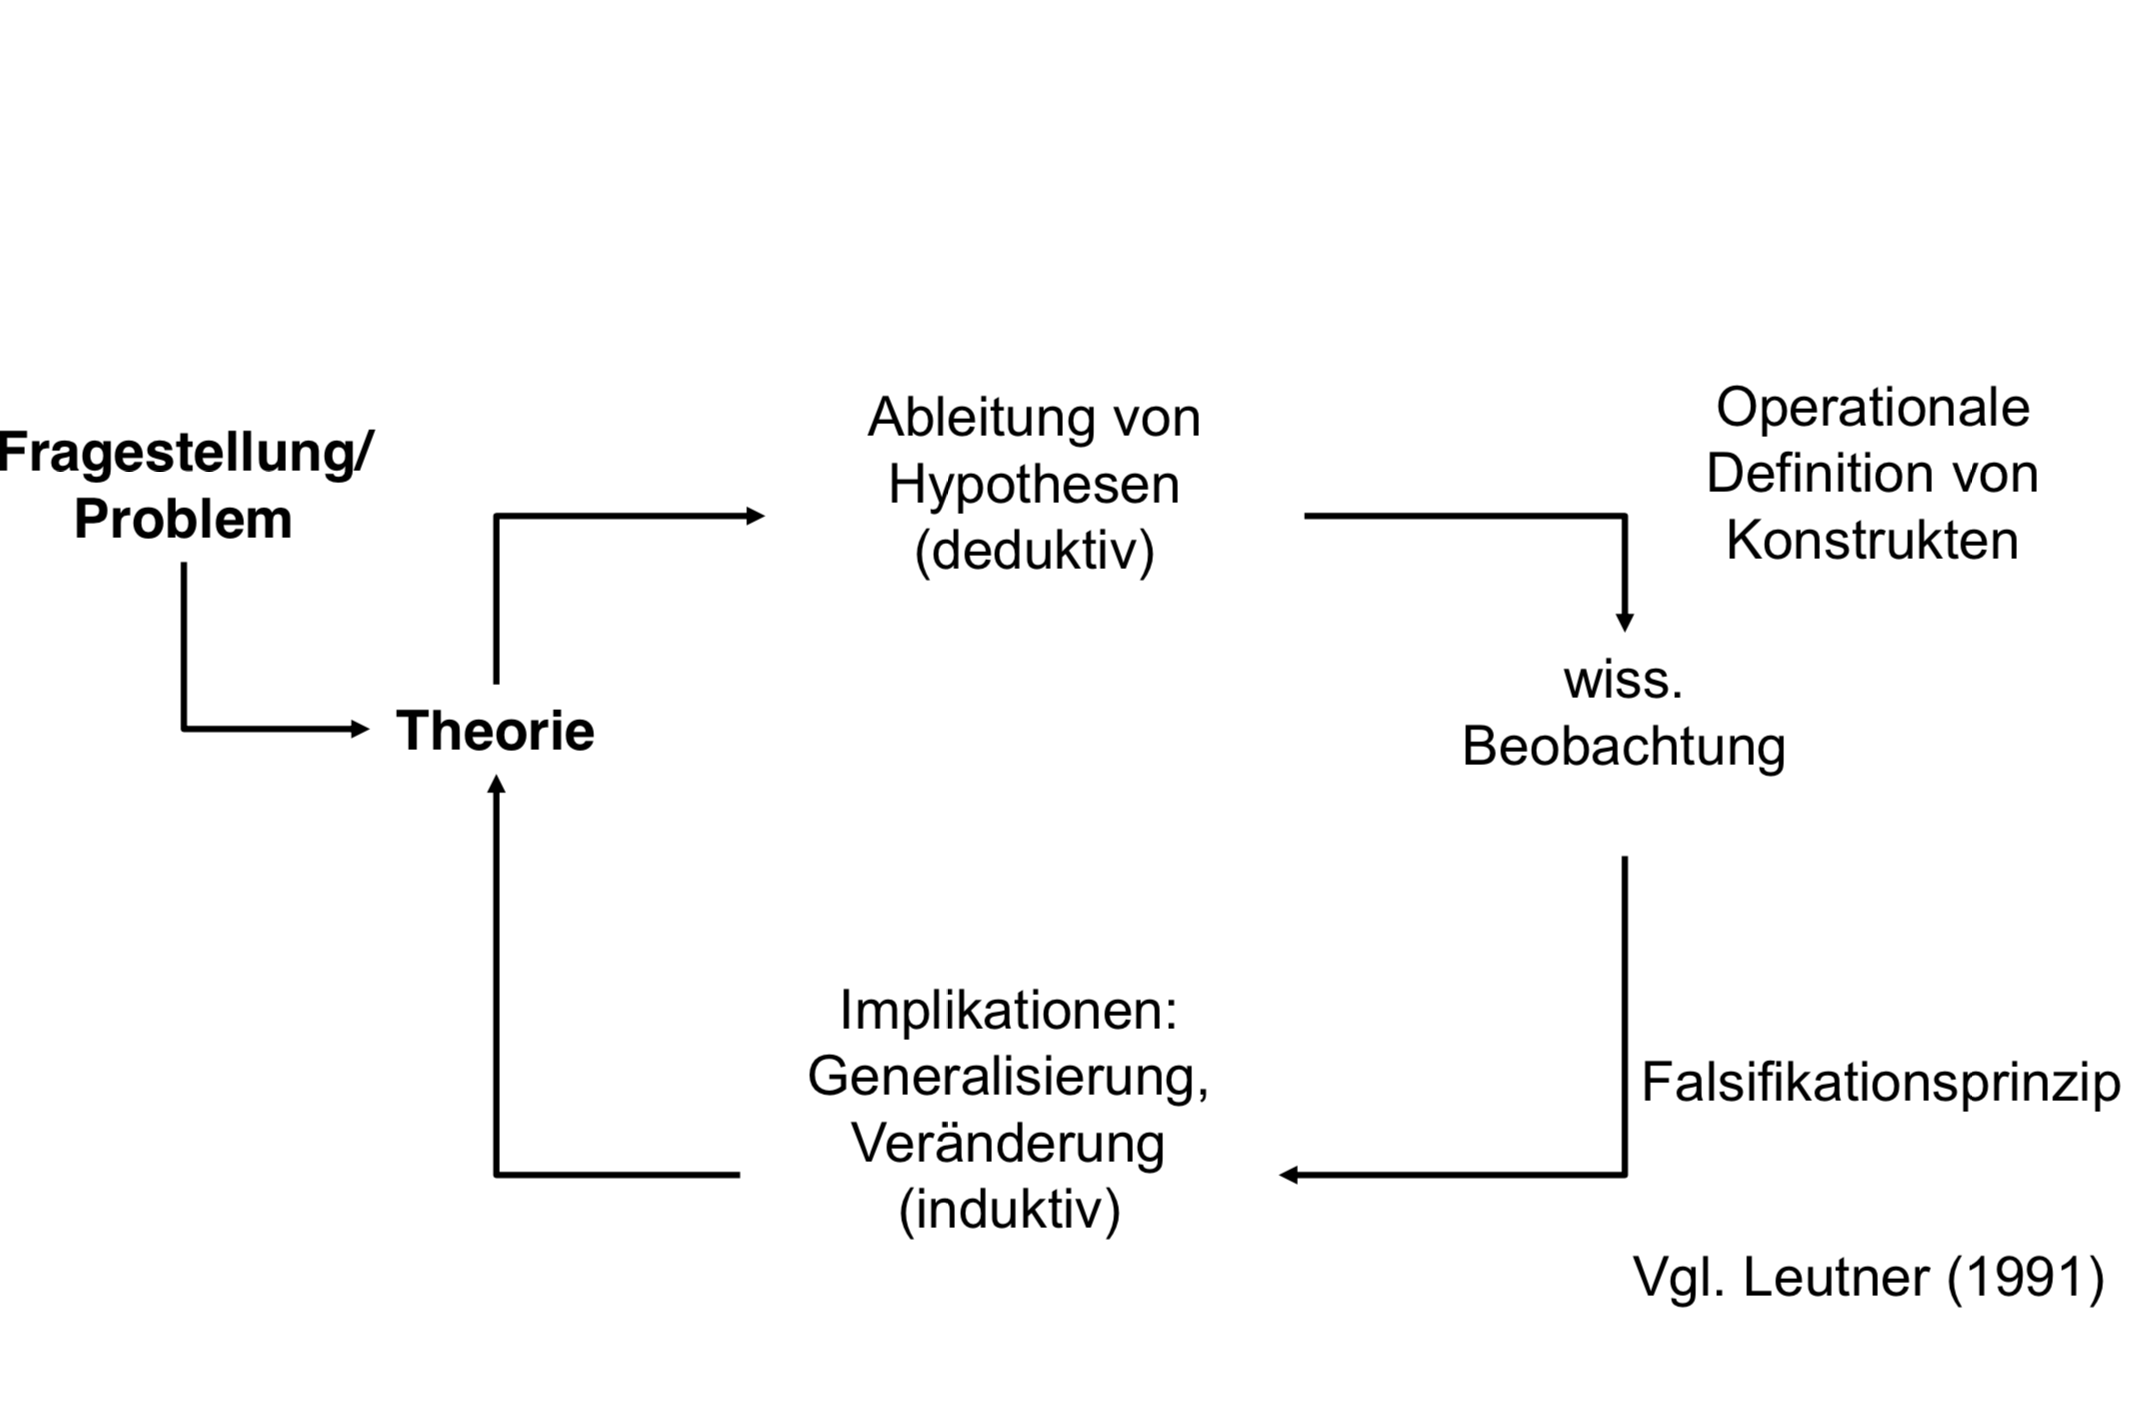 Fragestellung/
Problem
Theorie
Ableitung von
Hypothesen
(deduktiv)
Operationale
Definition von
Konstrukten
wiss.
Beobachtung
Falsifikationsprinzip
Implikationen:
Generalisierung,
Veränderung
(induktiv)
Vgl. Leutner (1991)